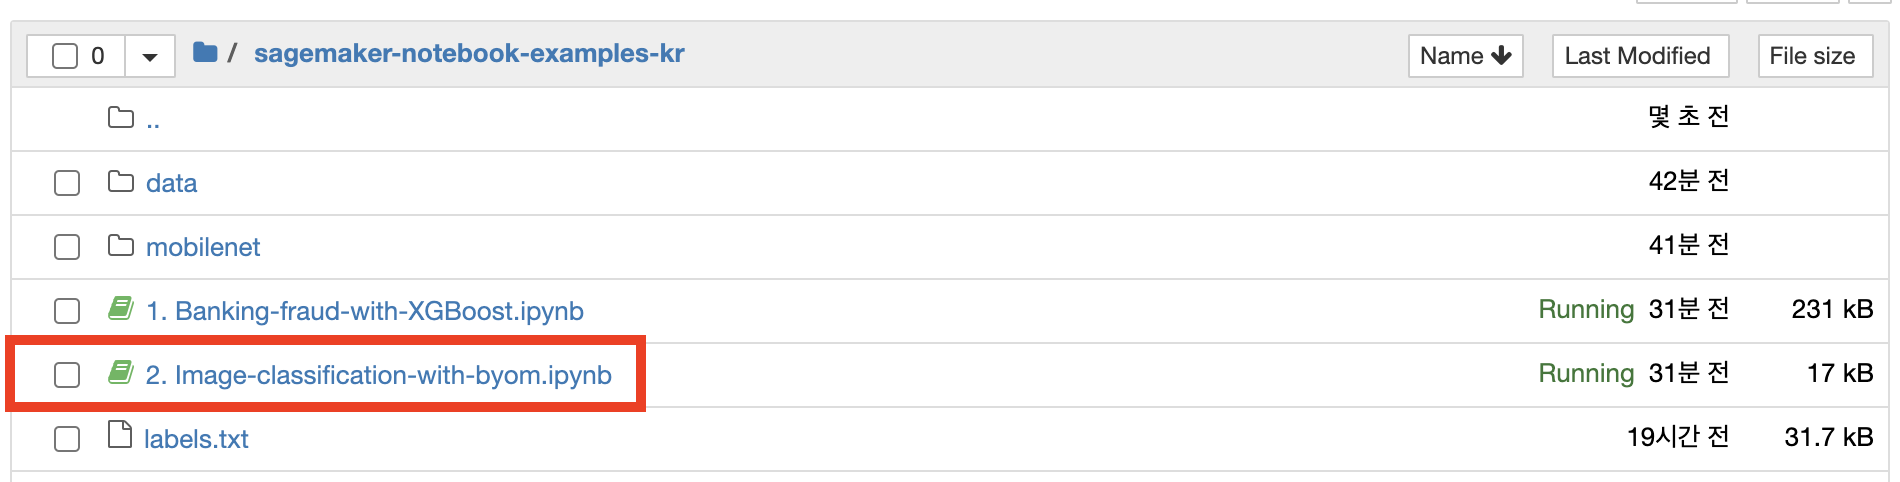 0 / sagemaker-notebook-examples-kr Name Last Modified File size
.. 몇 초 전
data 42분 전
mobilenet 41분 전
1. Banking-fraud-with-XGBoost.ipynb Running 31분 전 231 kB
2. Image-classification-with-byom.ipynb Running 31분 전 17 kB
labels.txt 19시간 전 31.7 kB